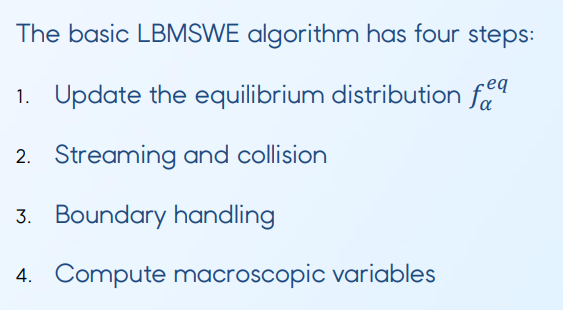 The basic LBMSWE algorithm has four steps:
1. Update the equilibrium distribution $f_{\alpha}^{eq}$
2. Streaming and collision
3. Boundary handling
4. Compute macroscopic variables